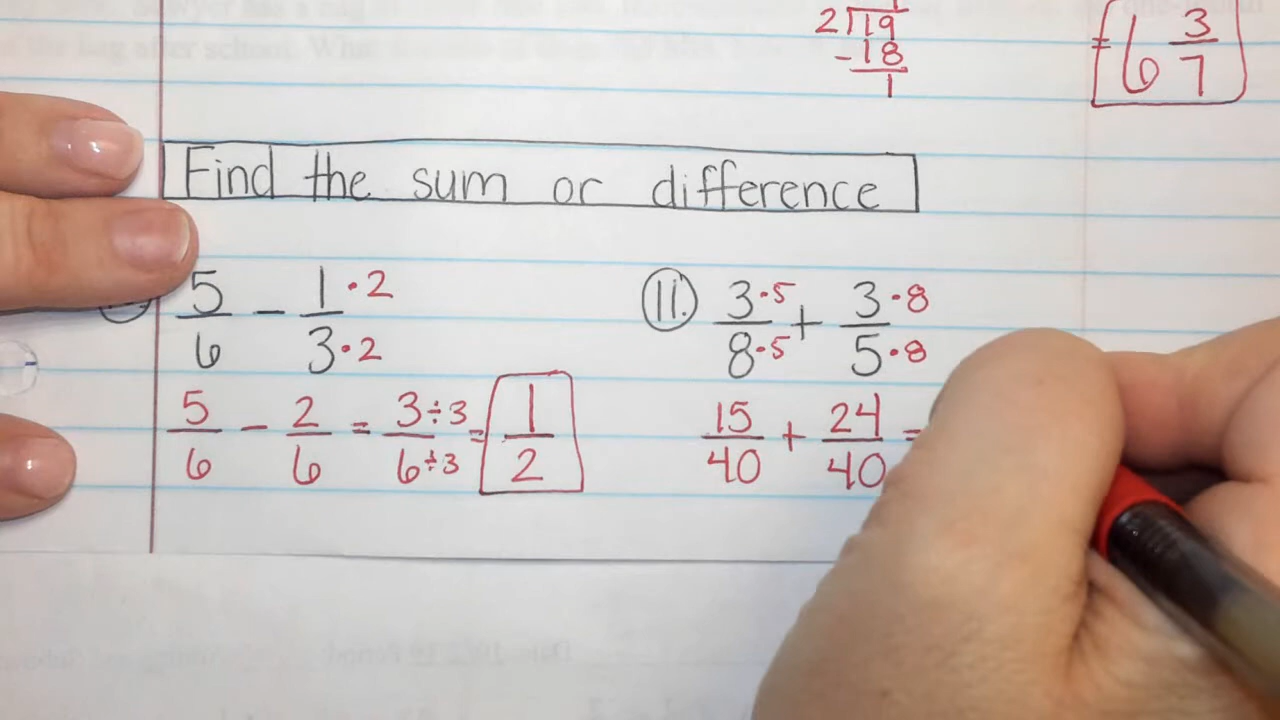 2 19
-18
1
= 6 3/7
Find the sum or difference
5/6 - 1·2/3·2
11. 3·5/8·5 + 3·8/5·8
5/6 - 2/6 = 3÷3/6÷3 = 1/2
15/40 + 24/40 =